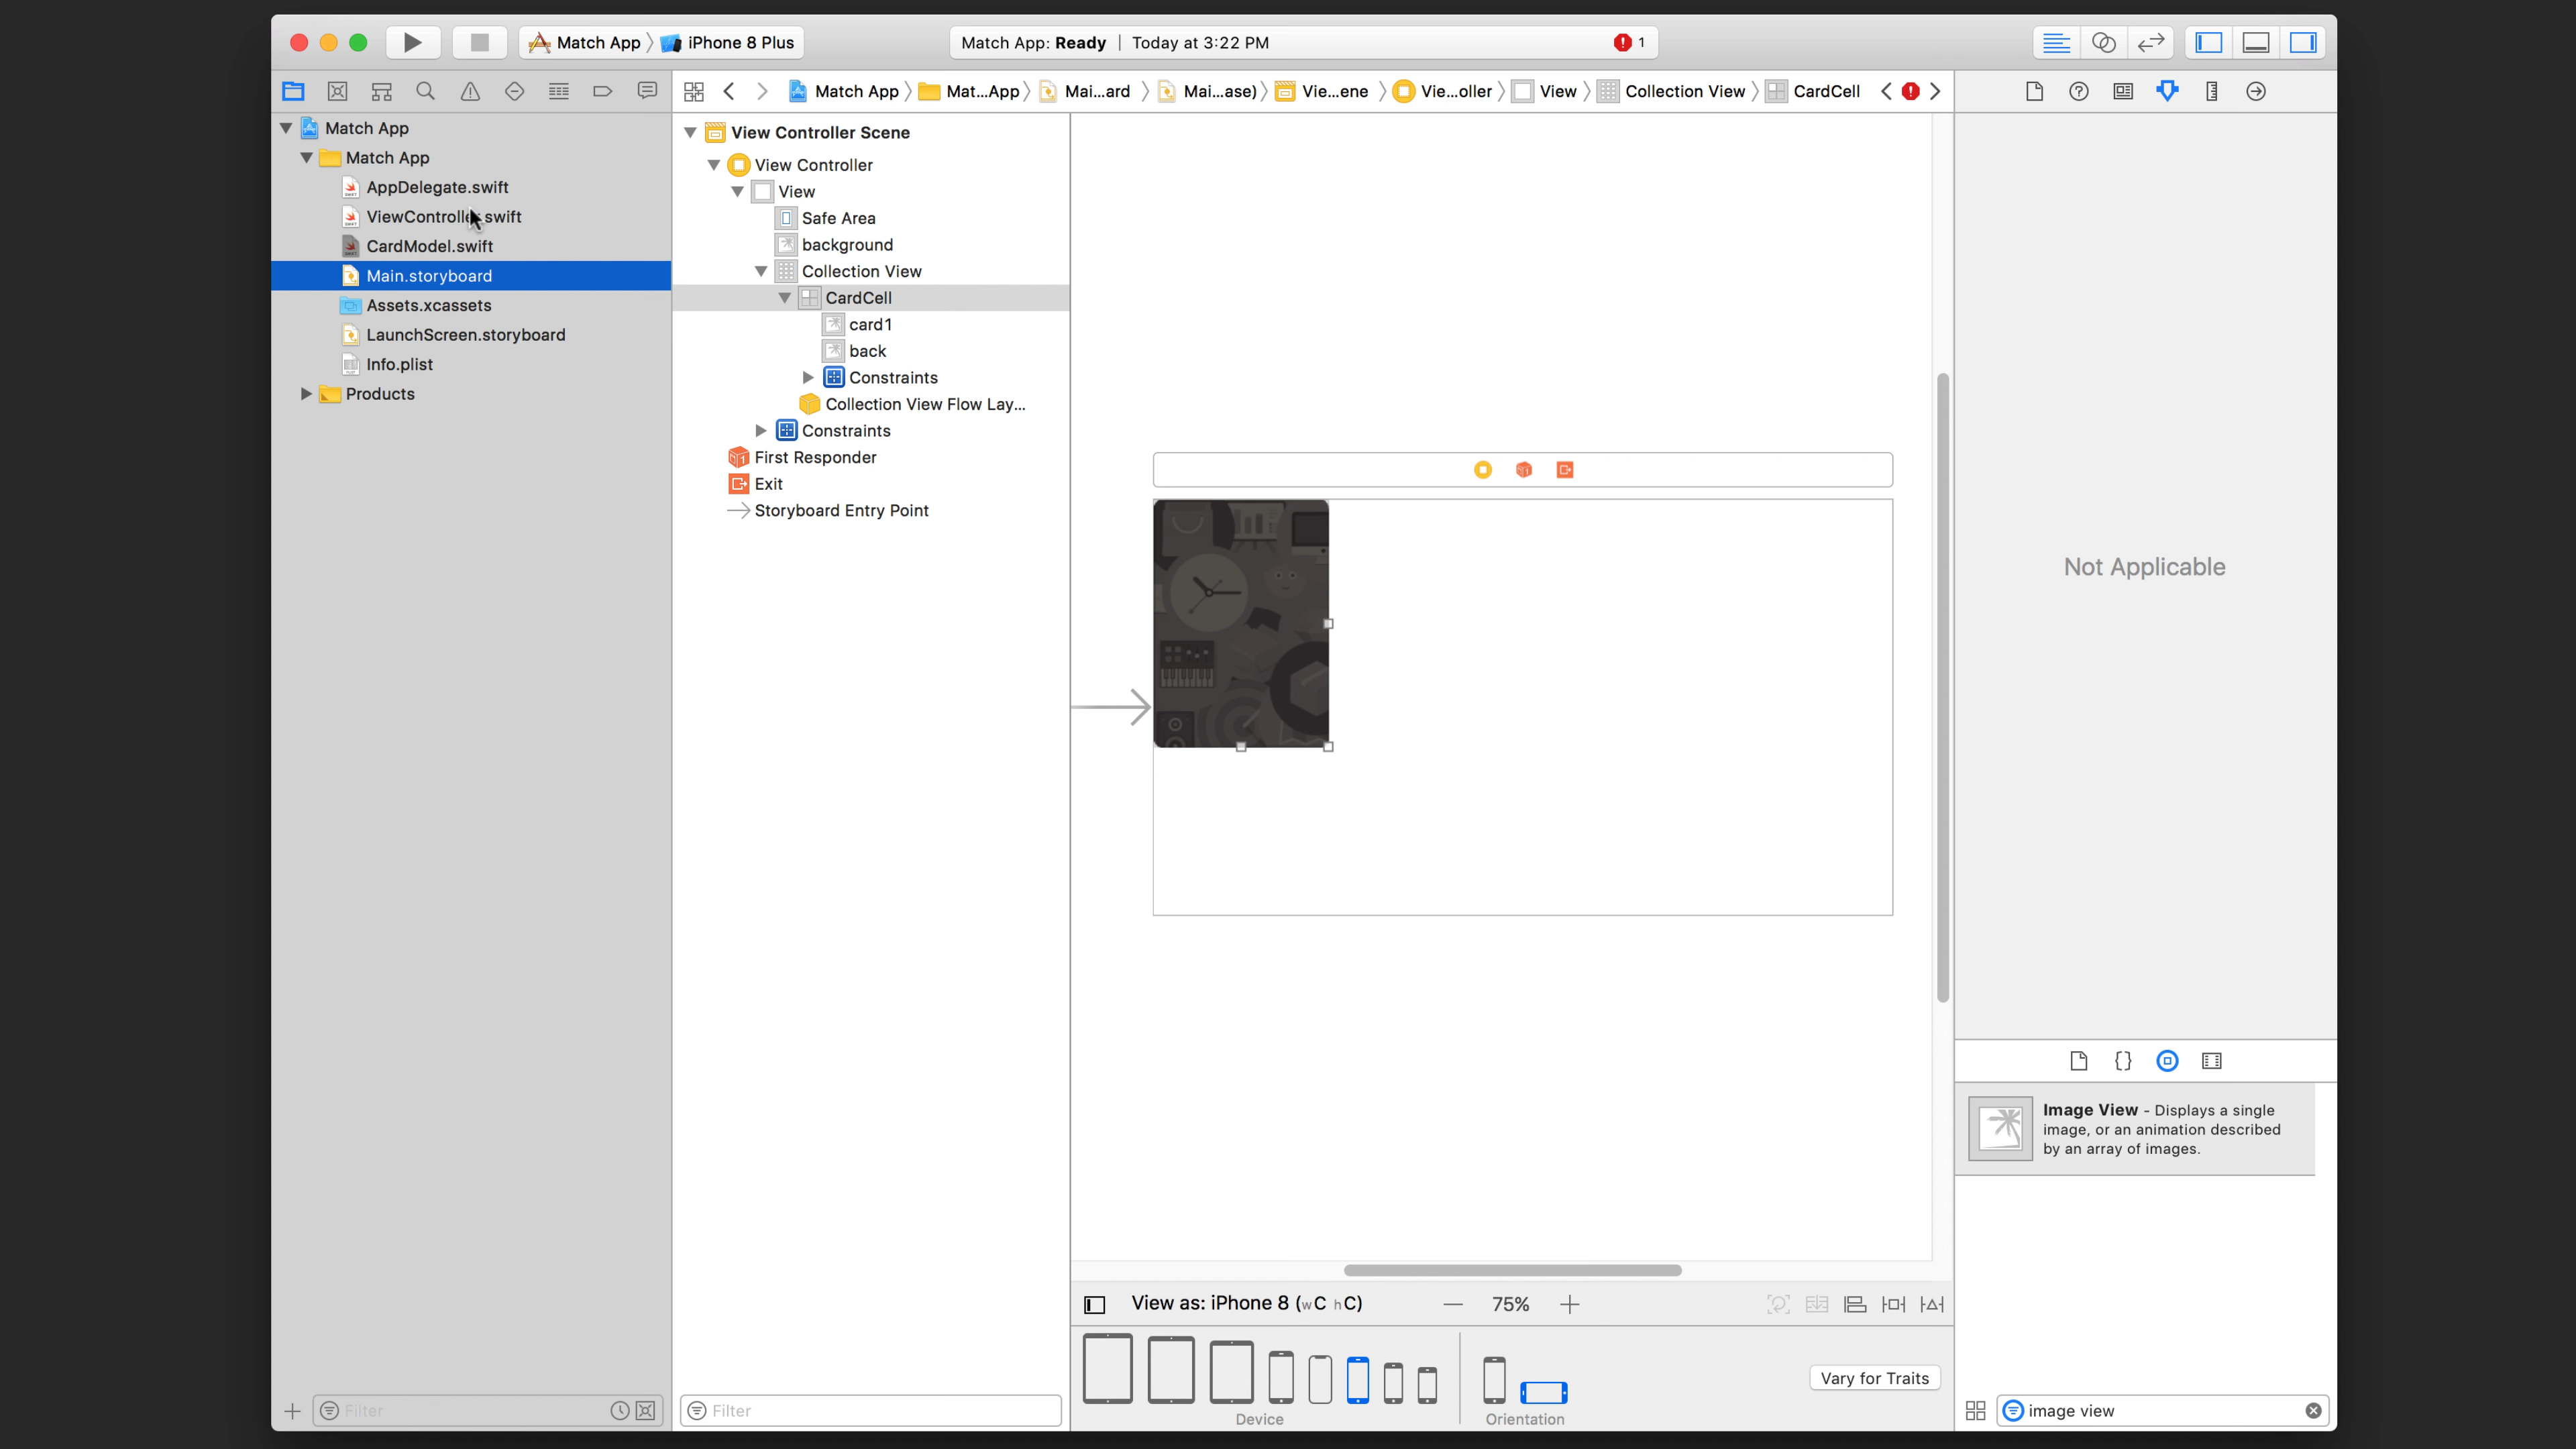 Match App
iPhone 8 Plus
Match App: Ready
Today at 3:22 PM
1
Match App
Mat...App
Mai...ard
Mai...ase)
Vie...ene
Vie...oller
View
Collection View
CardCell
Match App
Match App
AppDelegate.swift
ViewControlle swift
CardModel.swift
Main.storyboard
Assets.xcassets
LaunchScreen.storyboard
Info.plist
Products
View Controller Scene
View Controller
View
Safe Area
background
Collection View
CardCell
card1
back
Constraints
Collection View Flow Lay...
Constraints
First Responder
Exit
Storyboard Entry Point
Not Applicable
Image View - Displays a single
image, or an animation described
by an array of images.
View as: iPhone 8 (wC hC)
75%
Vary for Traits
Device
Orientation
Filter
Filter
image view